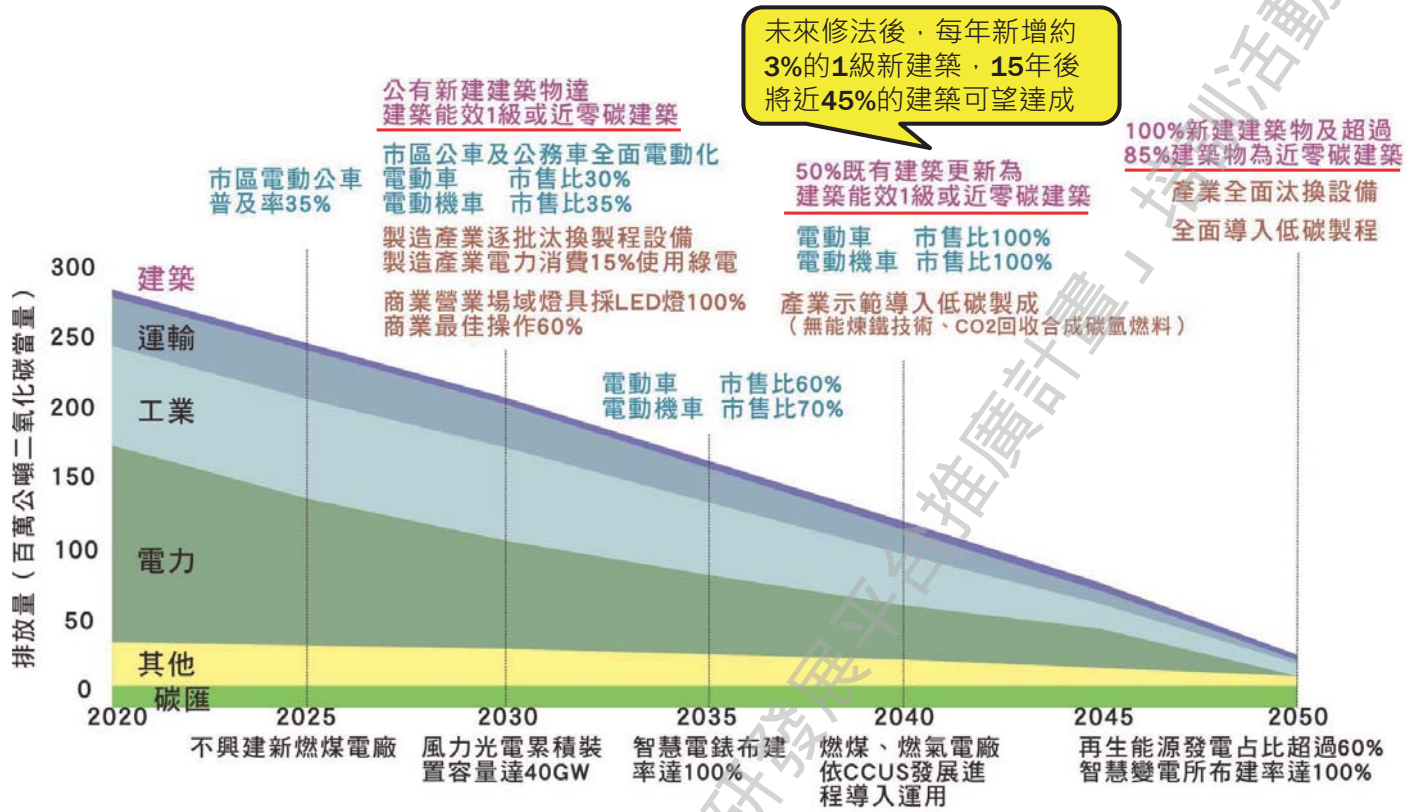 未來修法後，每年新增約
3%的1級新建築，15年後
將近45%的建築可望達成
公有新建建築物達
建築能效1級或近零碳建築
市區電動公車
普及率35%
市區公車及公務車全面電動化
電動車 市售比30%
電動機車 市售比35%
製造產業逐批汰換製程設備
製造產業電力消費15%使用綠電
商業營業場域燈具採LED燈100%
商業最佳操作60%
電動車 市售比60%
電動機車 市售比70%
50%既有建築更新為
建築能效1級或近零碳建築
電動車 市售比100%
電動機車 市售比100%
產業示範導入低碳製成
（無能煉鐵技術、CO2回收合成碳氫燃料）
100%新建建築物及超過
85%建築物為近零碳建築
產業全面汰換設備
全面導入低碳製程
排放量（百萬公噸二氧化碳當量）
300
250
200
150
100
50
0
建築
運輸
工業
電力
其他
碳匯
2020 2025 2030 2035 2040 2045 2050
不興建新燃煤電廠
風力光電累積裝
置容量達40GW
智慧電錶布建
率達100%
燃煤、燃氣電廠
依CCUS發展進
程導入運用
再生能源發電占比超過60%
智慧變電所布建率達100%
研發展平台推廣計畫」培訓活動